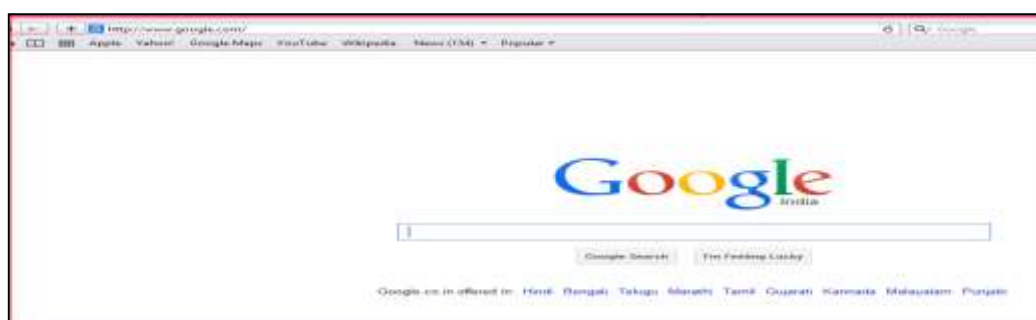 http://www.google.com/ Google
Apple Yahoo! Google Maps YouTube Wikipedia News (134) Popular
Google
India
Google Search I'm Feeling Lucky
Google.co.in offered in: Hindi Bengali Telugu Marathi Tamil Gujarati Kannada Malayalam Punjabi